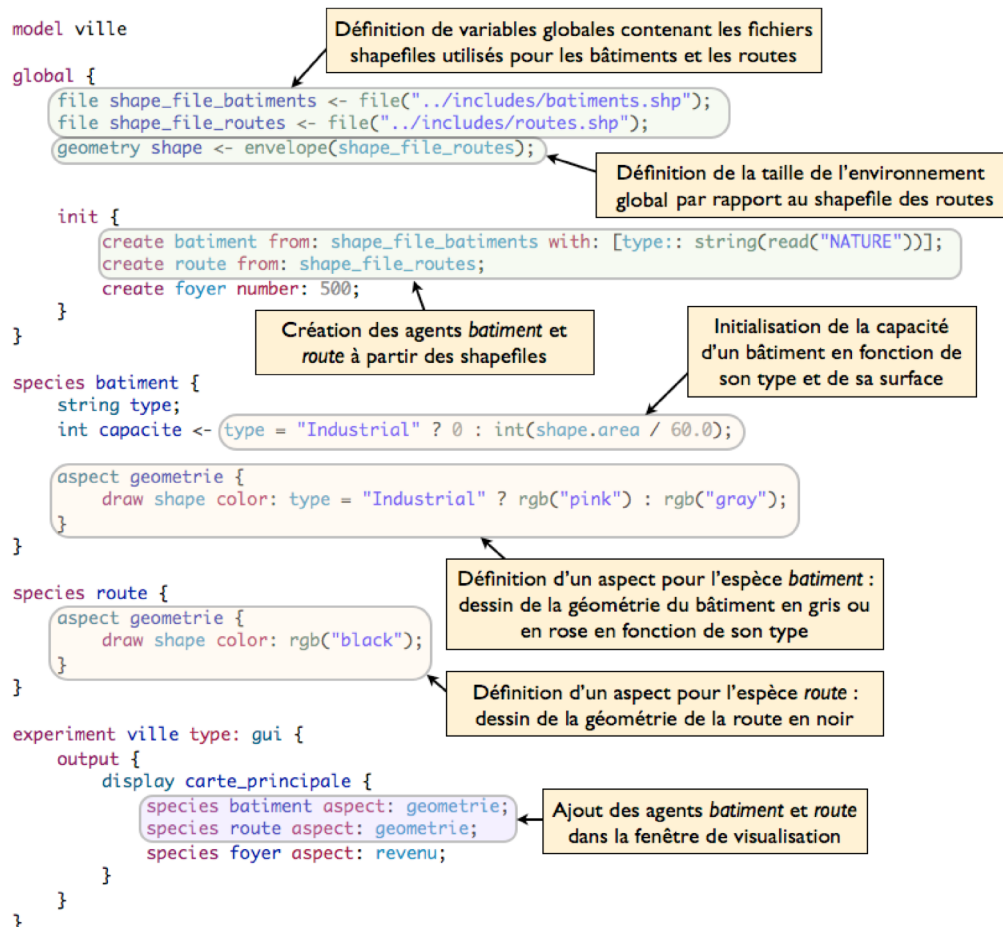 model ville
Définition de variables globales contenant les fichiers
shapefiles utilisés pour les bâtiments et les routes
global {
file shape_file_batiments <- file("../includes/batiments.shp");
file shape_file_routes <- file("../includes/routes.shp");
geometry shape <- envelope(shape_file_routes);
Définition de la taille de l'environnement
global par rapport au shapefile des routes
init {
create batiment from: shape_file_batiments with: [type:: string(read("NATURE"))];
create route from: shape_file_routes;
create foyer number: 500;
}
}
Création des agents batiment et
route à partir des shapefiles
Initialisation de la capacité
d'un bâtiment en fonction de
son type et de sa surface
species batiment {
string type;
int capacite <- type = "Industrial" ? 0 : int(shape.area / 60.0);
aspect geometrie {
draw shape color: type = "Industrial" ? rgb("pink") : rgb("gray");
}
}
Définition d'un aspect pour l'espèce batiment :
dessin de la géométrie du bâtiment en gris ou
en rose en fonction de son type
species route {
aspect geometrie {
draw shape color: rgb("black");
}
}
Définition d'un aspect pour l'espèce route :
dessin de la géométrie de la route en noir
experiment ville type: gui {
output {
display carte_principale {
species batiment aspect: geometrie;
species route aspect: geometrie;
species foyer aspect: revenu;
}
}
}
Ajout des agents batiment et route
dans la fenêtre de visualisation